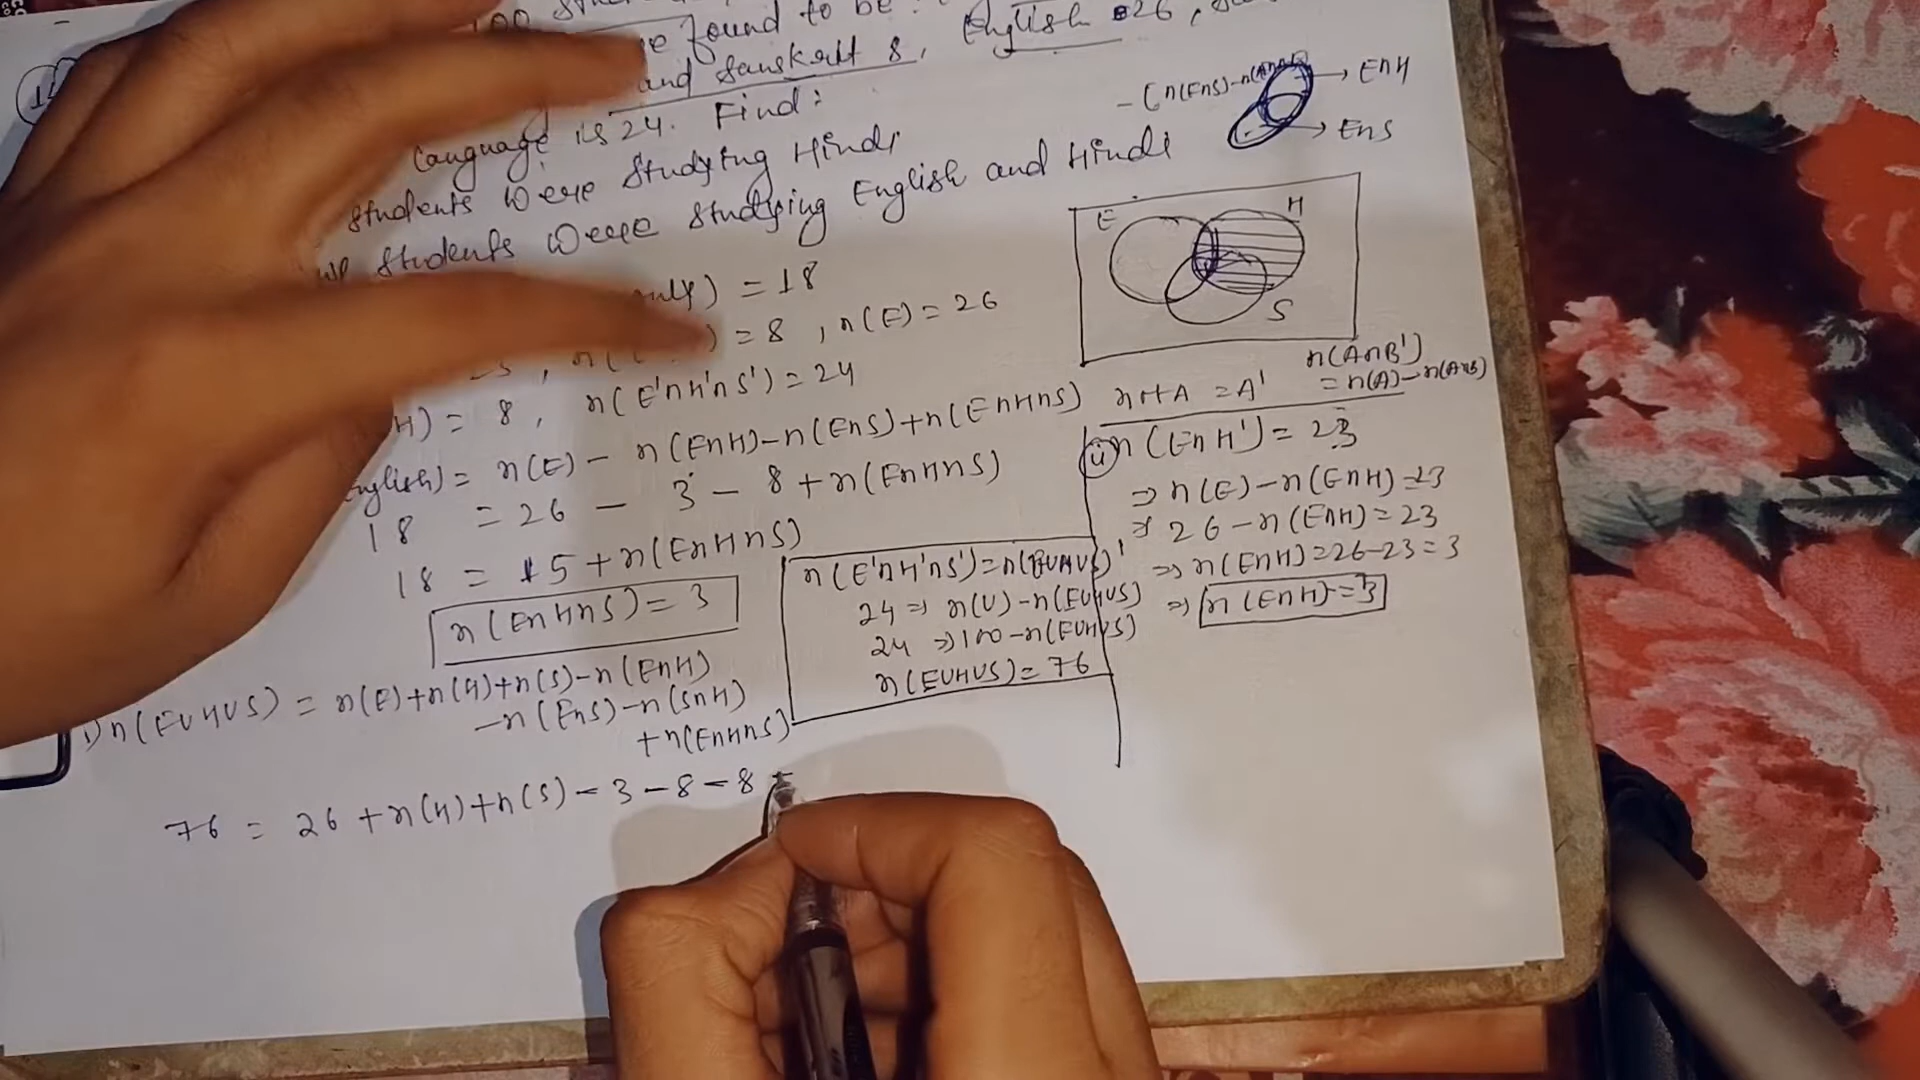 100
found to be
and Sanskrit 8, English = 26,
language is 24. Find:
students were studying Hindi
students were studying English and Hindi
- (n(E∩S)-n(
→ E∩H
→ E∩S
E
H
S
) = 18
) = 8 , n(E) = 26
H) = 8, n(E'∩H'∩S') = 24
English) = n(E) - n(E∩H)-n(E∩S)+n(E∩H∩S)
18 = 26 - 3 - 8 + n(E∩H∩S)
18 = 15 + n(E∩H∩S)
n(E∩H∩S) = 3
n(E∪H∪S) = n(E)+n(H)+n(S)-n(E∩H)
-n(E∩S)-n(S∩H)
+n(E∩H∩S)
76 = 26 + n(H)+n(S) - 3 - 8 - 8
n(E'∩H'∩S')=n(E∪H∪S)'
24 ⇒ n(U)-n(E∪H∪S)
24 ⇒ 100-n(E∪H∪S)
n(E∪H∪S) = 76
n(A∩B')
= n(A)-n(A∩B)
= A'
ii n(E∩H') = 23
⇒ n(E)-n(E∩H) = 23
⇒ 26-n(E∩H) = 23
⇒ n(E∩H) = 26-23 = 3
⇒ n(E∩H) = 3